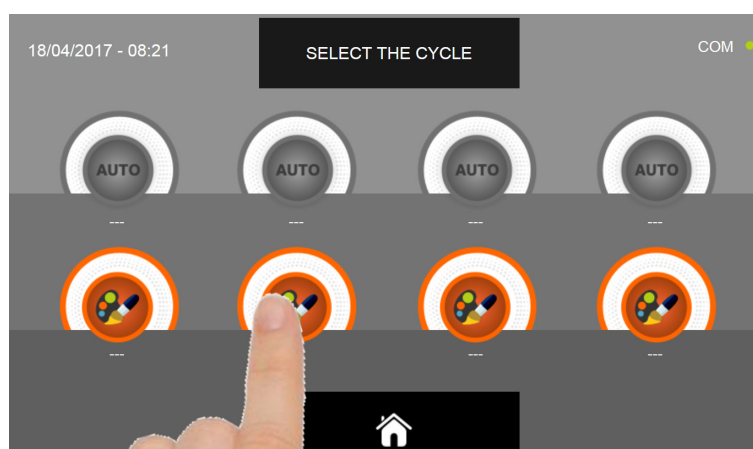 18/04/2017 - 08:21
SELECT THE CYCLE
COM
AUTO
AUTO
AUTO
AUTO
---
---
---
---
---
---
---